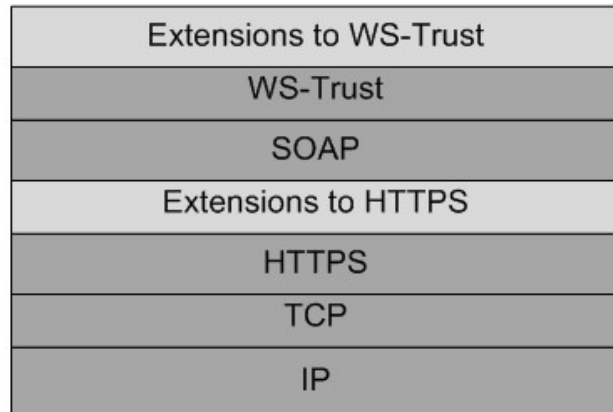 Extensions to WS-Trust
WS-Trust
SOAP
Extensions to HTTPS
HTTPS
TCP
IP